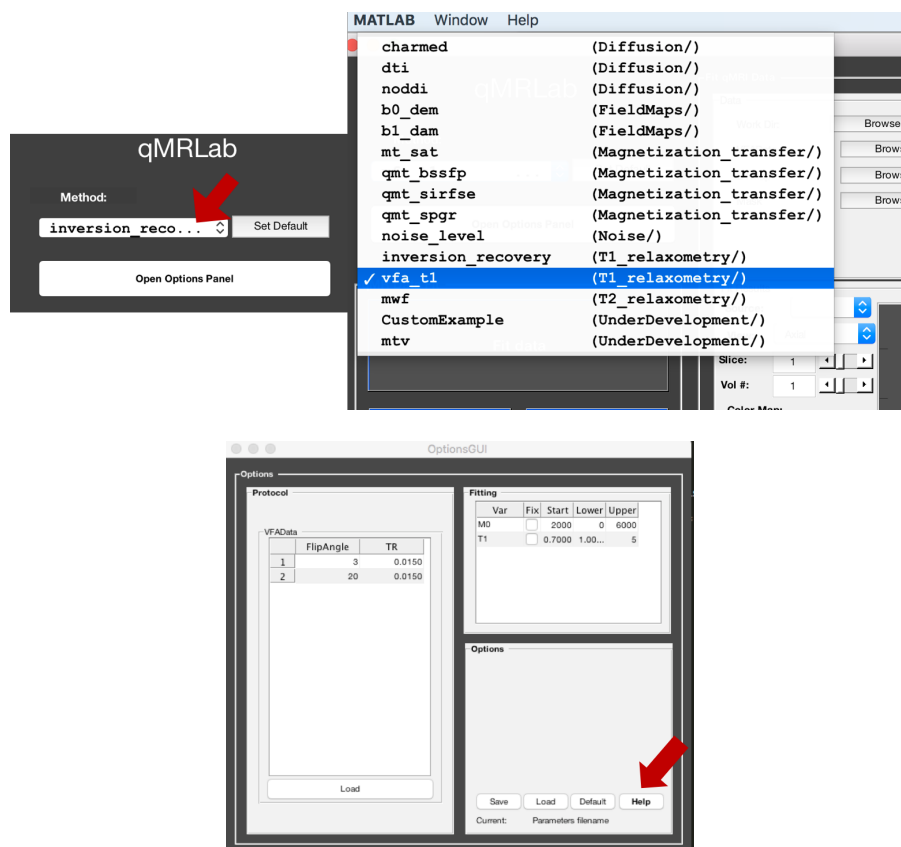 MATLAB Window Help
charmed (Diffusion/)
dti (Diffusion/)
noddi (Diffusion/)
b0_dem (FieldMaps/)
b1_dam (FieldMaps/)
mt_sat (Magnetization_transfer/)
qmt_bssfp (Magnetization_transfer/)
qmt_sirfse (Magnetization_transfer/)
qmt_spgr (Magnetization_transfer/)
noise_level (Noise/)
inversion_recovery (T1_relaxometry/)
✓ vfa_t1 (T1_relaxometry/)
mwf (T2_relaxometry/)
CustomExample (UnderDevelopment/)
mtv (UnderDevelopment/)
Browse
Brows
Brows
Brows
Slice: 1
Vol #: 1
Color Map:
qMRLab
Method:
inversion_reco... Set Default
Open Options Panel
OptionsGUI
Options
Protocol
VFAData
FlipAngle TR
1 3 0.0150
2 20 0.0150
Load
Fitting
Var Fix Start Lower Upper
M0 2000 0 6000
T1 0.7000 1.00... 5
Options
Save Load Default Help
Current: Parameters filename